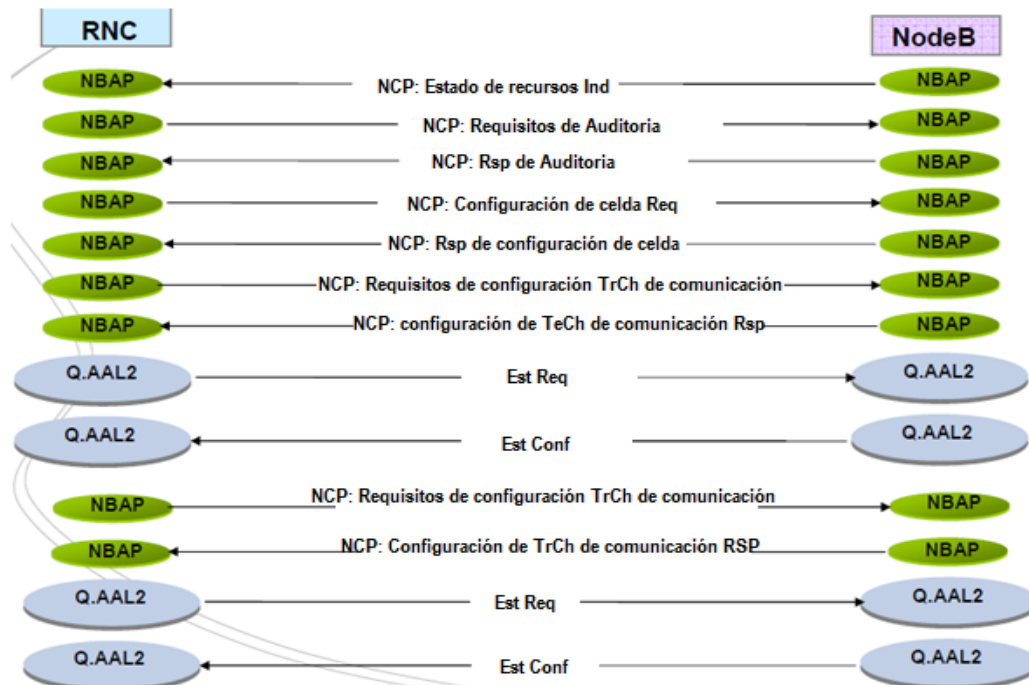 RNC NodeB
NBAP NCP: Estado de recursos Ind NBAP
NBAP NCP: Requisitos de Auditoria NBAP
NBAP NCP: Rsp de Auditoria NBAP
NBAP NCP: Configuración de celda Req NBAP
NBAP NCP: Rsp de configuración de celda NBAP
NBAP NCP: Requisitos de configuración TrCh de comunicación NBAP
NBAP NCP: configuración de TeCh de comunicación Rsp NBAP
Q.AAL2 Est Req Q.AAL2
Q.AAL2 Est Conf Q.AAL2
NBAP NCP: Requisitos de configuración TrCh de comunicación NBAP
NBAP NCP: Configuración de TrCh de comunicación RSP NBAP
Q.AAL2 Est Req Q.AAL2
Q.AAL2 Est Conf Q.AAL2